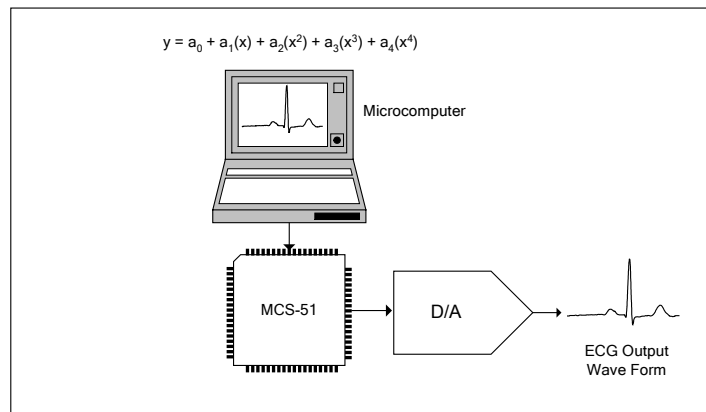 y = a₀ + a₁(x) + a₂(x²) + a₃(x³) + a₄(x⁴)
Microcomputer
MCS-51
D/A
ECG Output
Wave Form